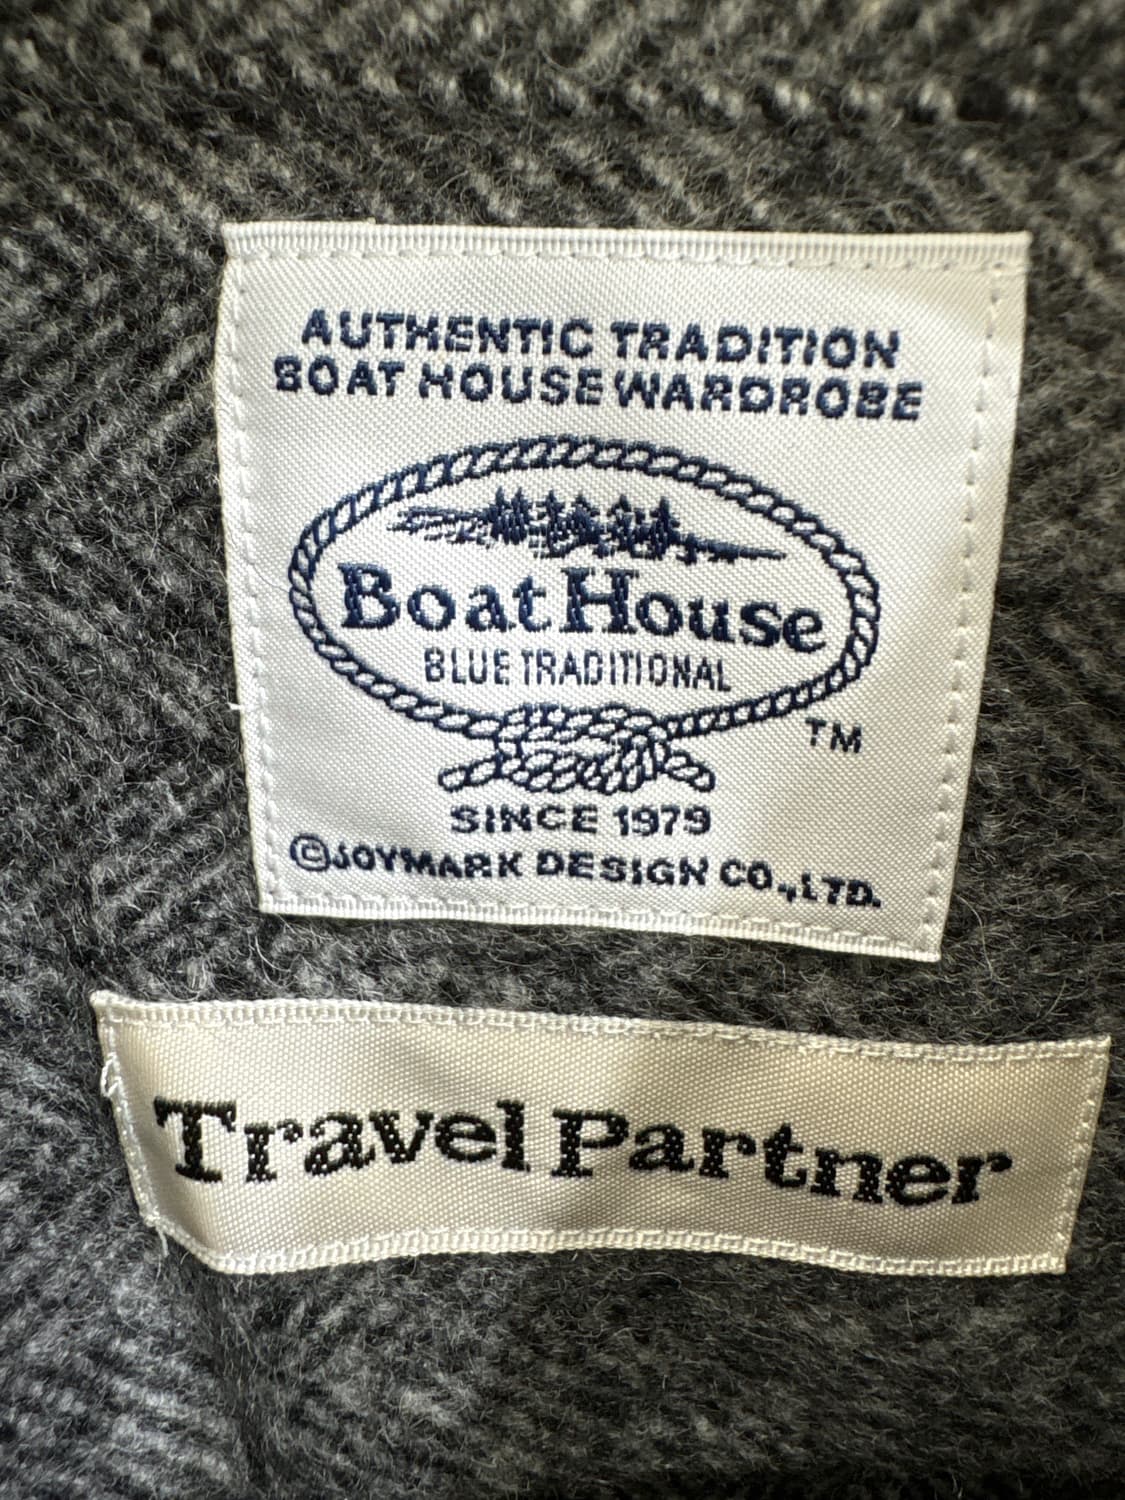 AUTHENTIC TRADITION
BOAT HOUSE WARDROBE
Boat House
BLUE TRADITIONAL
TM
SINCE 1979
©JOYMARK DESIGN CO.,LTD.
Travel Partner